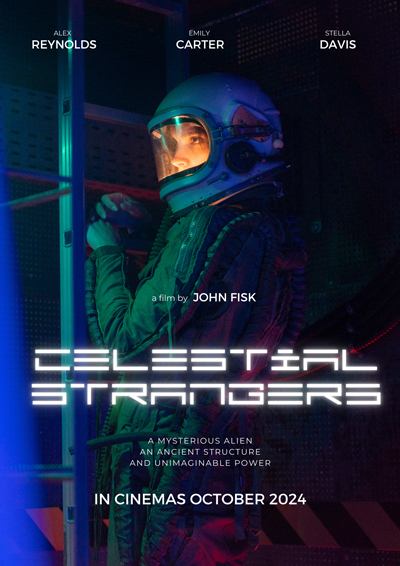 ALEX
REYNOLDS
EMILY
CARTER
STELLA
DAVIS
a film by JOHN FISK
CELESTIAL
STRANGERS
A MYSTERIOUS ALIEN
AN ANCIENT STRUCTURE
AND UNIMAGINABLE POWER
IN CINEMAS OCTOBER 2024